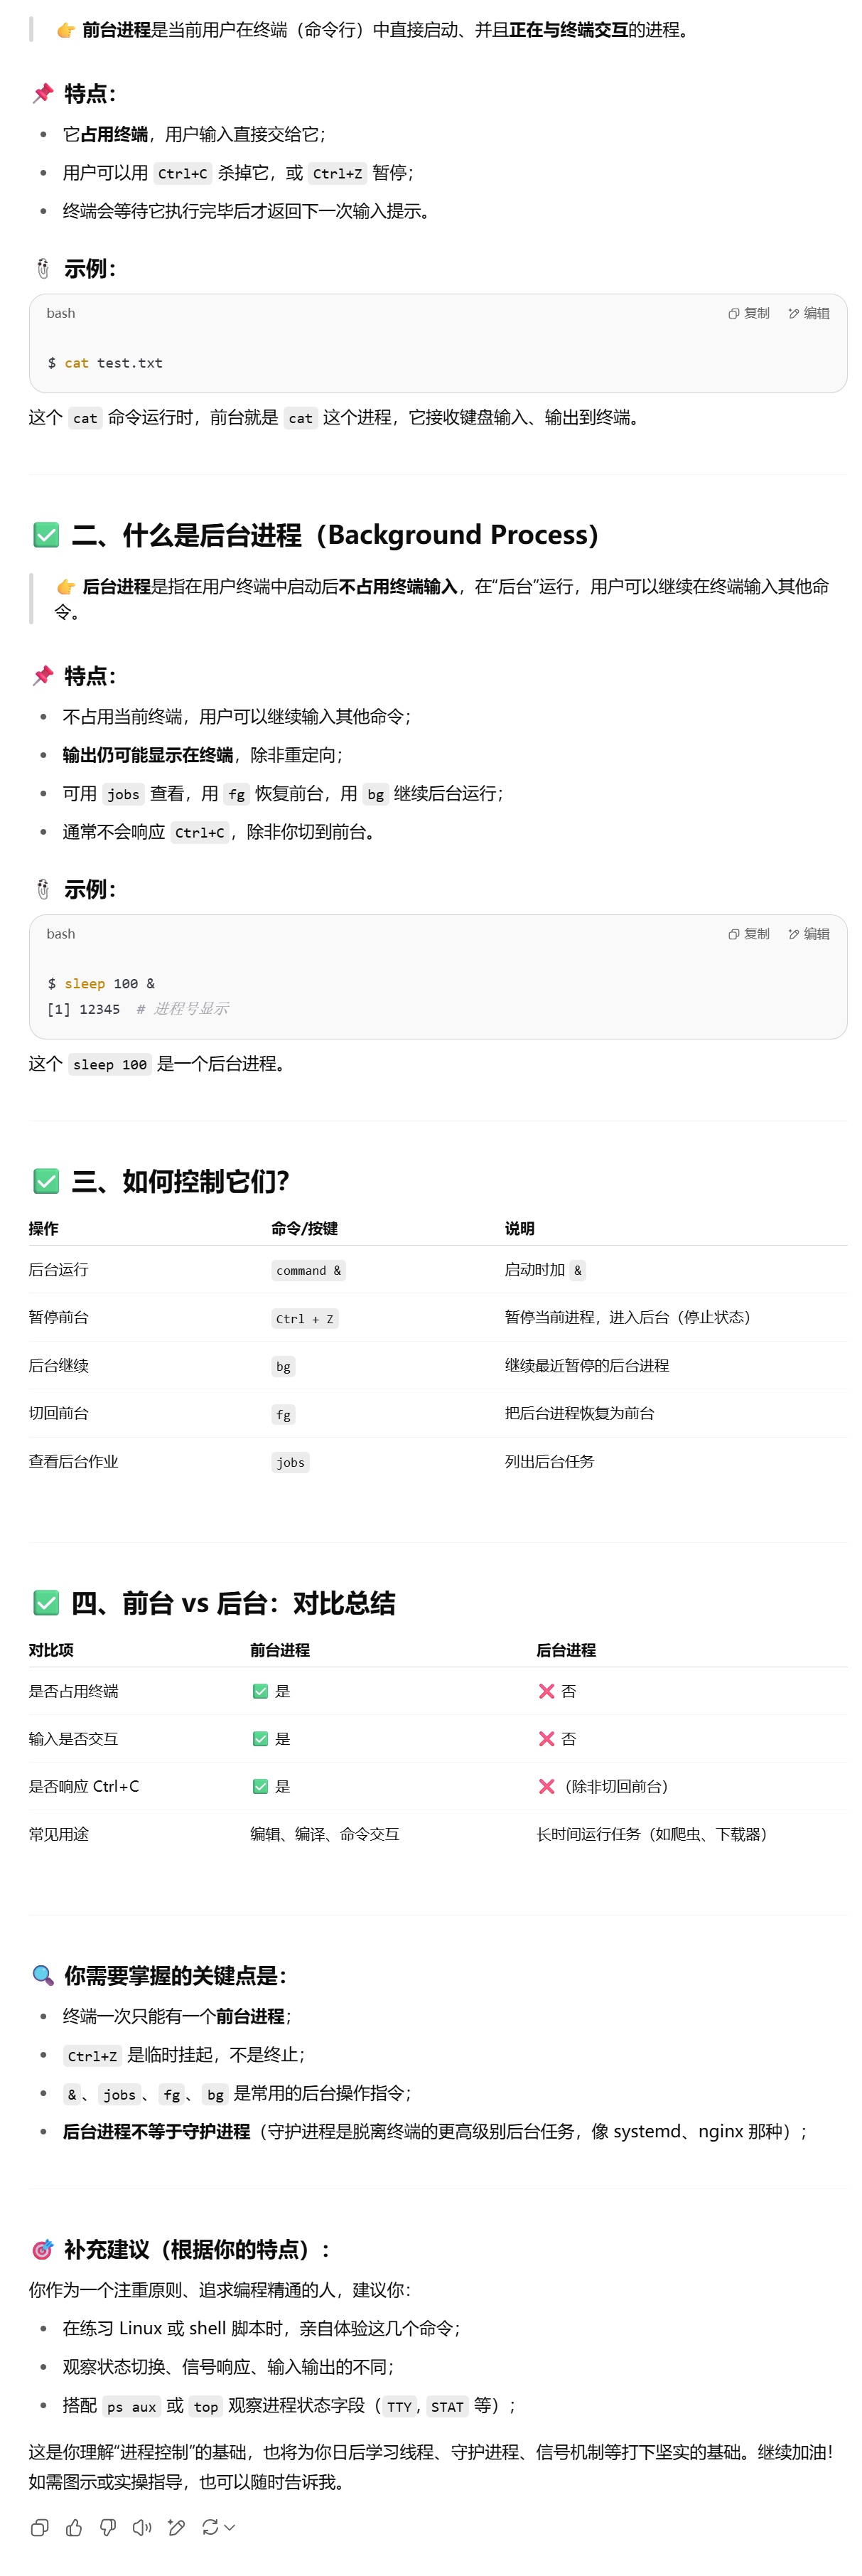 👉 前台进程是当前用户在终端（命令行）中直接启动、并且正在与终端交互的进程。
📌 特点：
• 它占用终端，用户输入直接交给它；
• 用户可以用 Ctrl+C 杀掉它，或 Ctrl+Z 暂停；
• 终端会等待它执行完毕后才返回下一次输入提示。
示例：
bash 复制 编辑
$ cat test.txt
这个 cat 命令运行时，前台就是 cat 这个进程，它接收键盘输入、输出到终端。
✅ 二、什么是后台进程（Background Process）
👉 后台进程是指在用户终端中启动后不占用终端输入，在“后台”运行，用户可以继续在终端输入其他命
令。
📌 特点：
• 不占用当前终端，用户可以继续输入其他命令；
• 输出仍可能显示在终端，除非重定向；
• 可用 jobs 查看，用 fg 恢复前台，用 bg 继续后台运行；
• 通常不会响应 Ctrl+C，除非你切到前台。
示例：
bash 复制 编辑
$ sleep 100 &
[1] 12345 # 进程号显示
这个 sleep 100 是一个后台进程。
✅ 三、如何控制它们？
操作 命令/按键 说明
后台运行 command & 启动时加 &
暂停前台 Ctrl + Z 暂停当前进程，进入后台（停止状态）
后台继续 bg 继续最近暂停的后台进程
切回前台 fg 把后台进程恢复为前台
查看后台作业 jobs 列出后台任务
✅ 四、前台 vs 后台：对比总结
对比项 前台进程 后台进程
是否占用终端 ✅ 是 ❌ 否
输入是否交互 ✅ 是 ❌ 否
是否响应 Ctrl+C ✅ 是 ❌（除非切回前台）
常见用途 编辑、编译、命令交互 长时间运行任务（如爬虫、下载器）
🔍 你需要掌握的关键点是：
• 终端一次只能有一个前台进程；
• Ctrl+Z 是临时挂起，不是终止；
• &、jobs、fg、bg 是常用的后台操作指令；
• 后台进程不等于守护进程（守护进程是脱离终端的更高级别后台任务，像 systemd、nginx 那种）；
🎯 补充建议（根据你的特点）：
你作为一个注重原则、追求编程精通的人，建议你：
• 在练习 Linux 或 shell 脚本时，亲自体验这几个命令；
• 观察状态切换、信号响应、输入输出的不同；
• 搭配 ps aux 或 top 观察进程状态字段（TTY, STAT 等）；
这是你理解“进程控制”的基础，也将为你日后学习线程、守护进程、信号机制等打下坚实的基础。继续加油！
如需图示或实操指导，也可以随时告诉我。